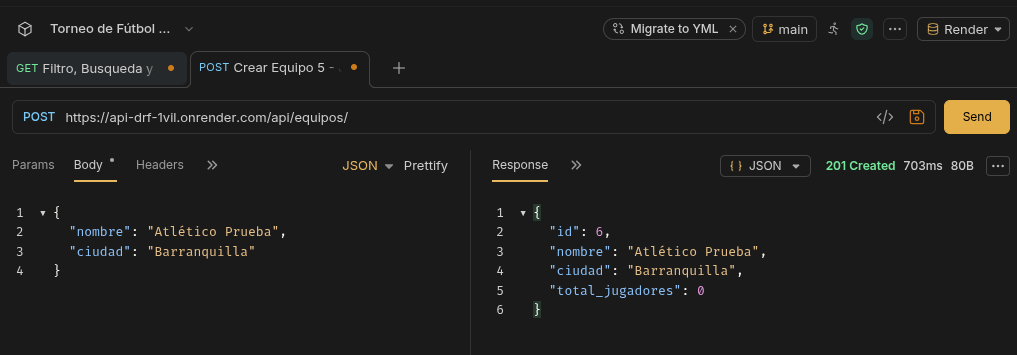 Torneo de Fútbol ...
Migrate to YML
main
Render
GET Filtro, Busqueda y
POST Crear Equipo 5 -
POST https://api-drf-1vil.onrender.com/api/equipos/
Send
Params Body Headers
JSON Prettify
Response
{ } JSON
201 Created 703ms 80B
1 {
2 "nombre": "Atlético Prueba",
3 "ciudad": "Barranquilla"
4 }
1 {
2 "id": 6,
3 "nombre": "Atlético Prueba",
4 "ciudad": "Barranquilla",
5 "total_jugadores": 0
6 }